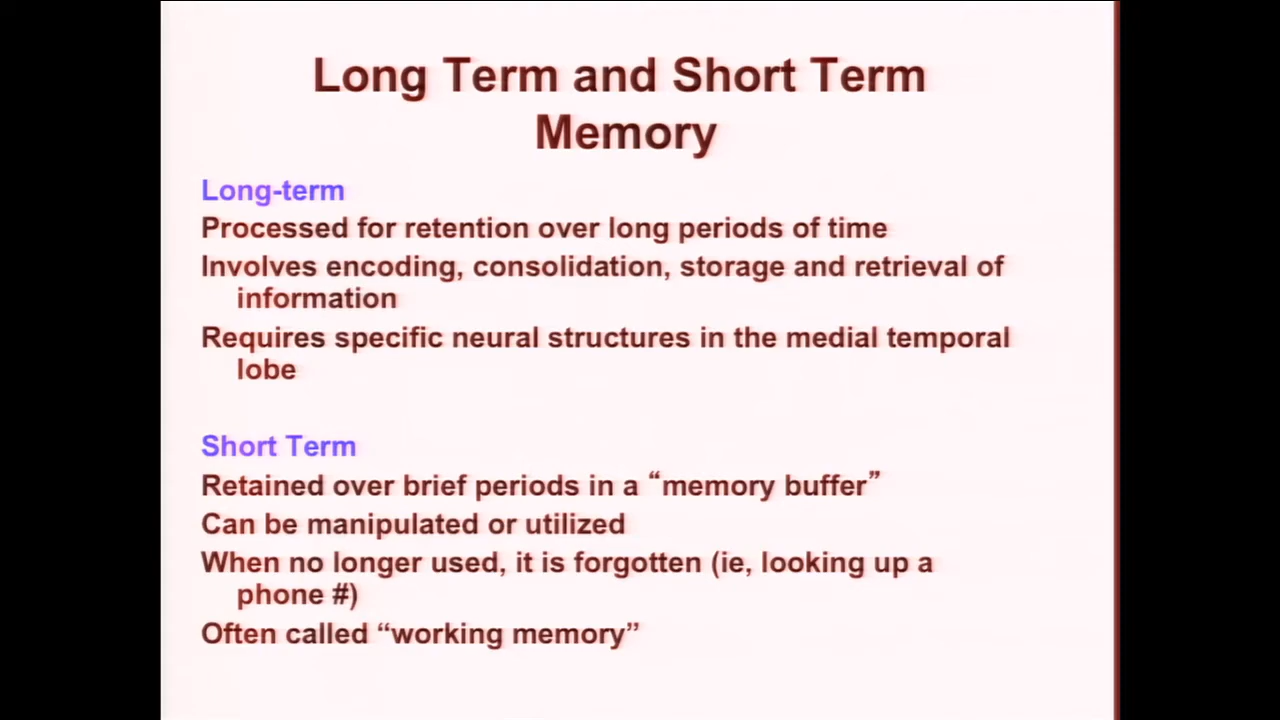 Long Term and Short Term
Memory
Long-term
Processed for retention over long periods of time
Involves encoding, consolidation, storage and retrieval of
information
Requires specific neural structures in the medial temporal
lobe
Short Term
Retained over brief periods in a “memory buffer”
Can be manipulated or utilized
When no longer used, it is forgotten (ie, looking up a
phone #)
Often called “working memory”